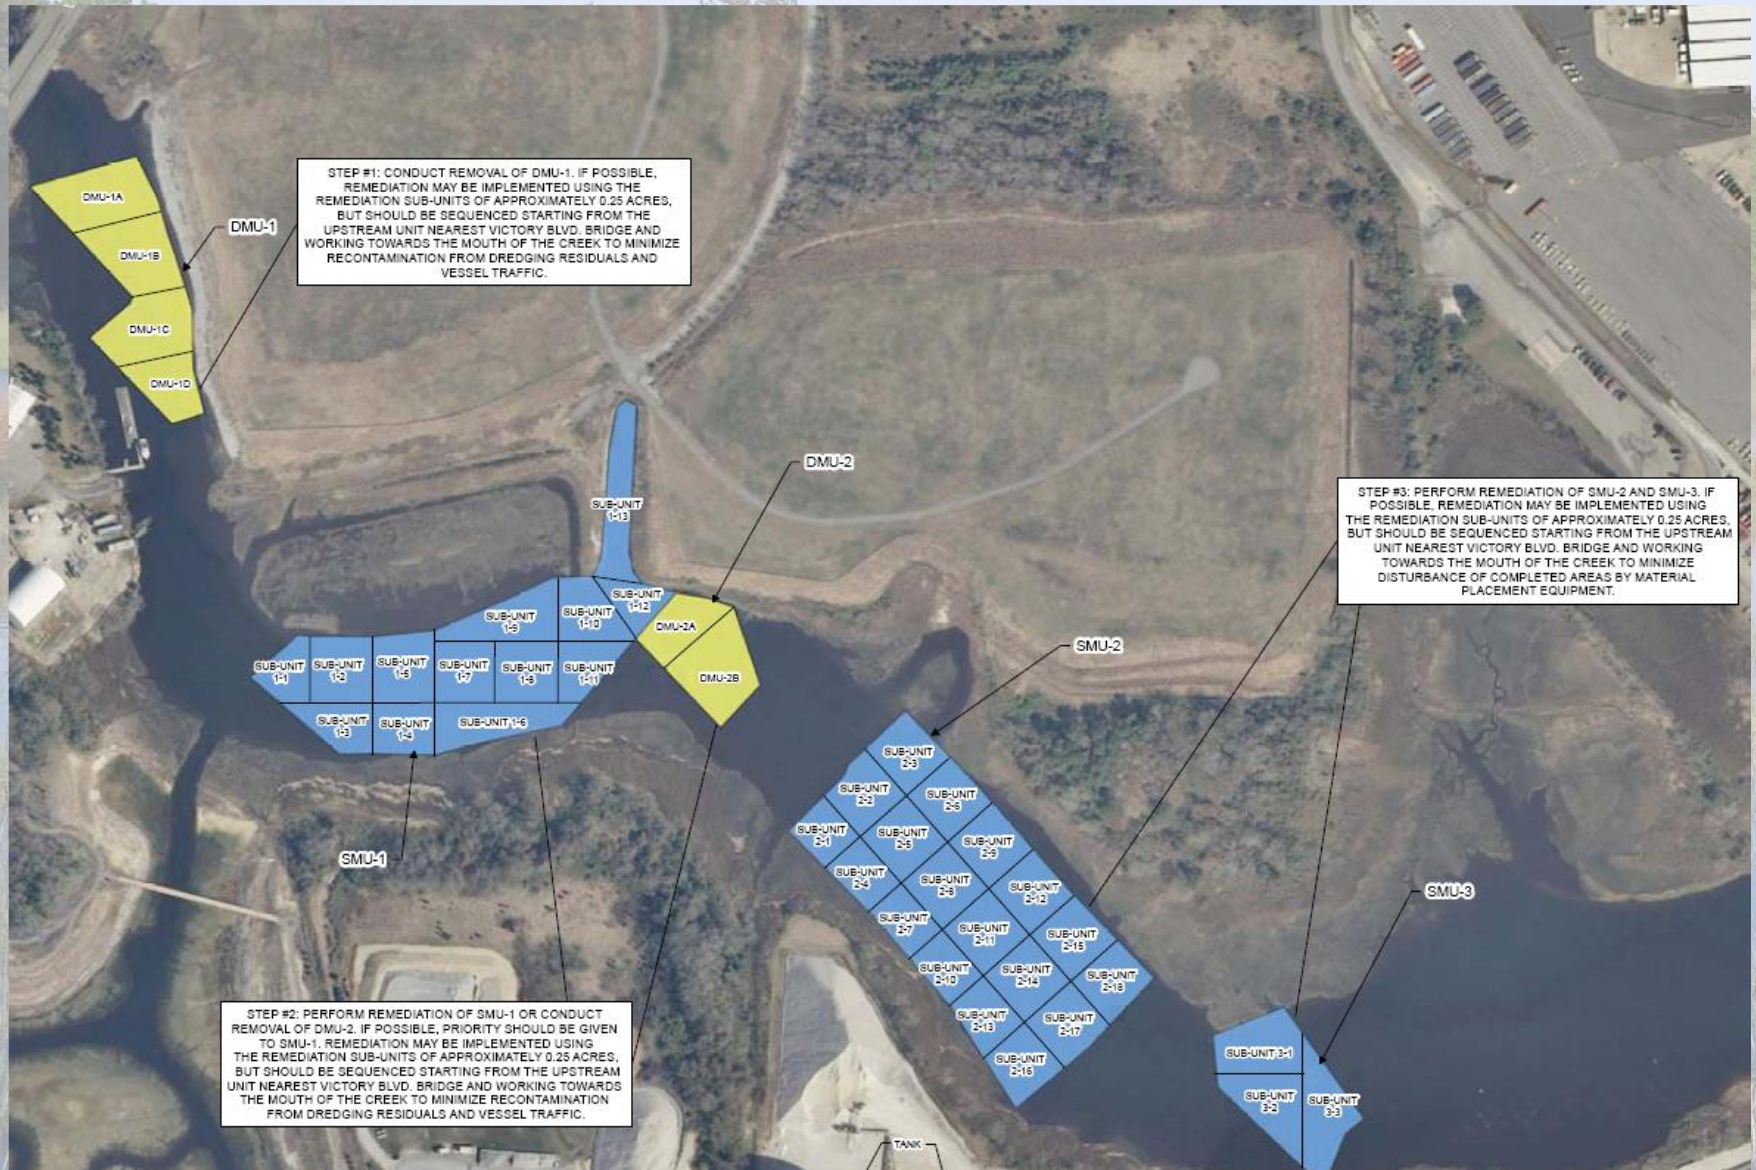 DMU-1A
DMU-1B
DMU-1C
DMU-1D
DMU-1
STEP #1: CONDUCT REMOVAL OF DMU-1. IF POSSIBLE,
REMEDIATION MAY BE IMPLEMENTED USING THE
REMEDIATION SUB-UNITS OF APPROXIMATELY 0.25 ACRES,
BUT SHOULD BE SEQUENCED STARTING FROM THE
UPSTREAM UNIT NEAREST VICTORY BLVD. BRIDGE AND
WORKING TOWARDS THE MOUTH OF THE CREEK TO MINIMIZE
RECONTAMINATION FROM DREDGING RESIDUALS AND
VESSEL TRAFFIC.
DMU-2
SUB-UNIT
1-13
STEP #3: PERFORM REMEDIATION OF SMU-2 AND SMU-3. IF
POSSIBLE, REMEDIATION MAY BE IMPLEMENTED USING
THE REMEDIATION SUB-UNITS OF APPROXIMATELY 0.25 ACRES,
BUT SHOULD BE SEQUENCED STARTING FROM THE UPSTREAM
UNIT NEAREST VICTORY BLVD. BRIDGE AND WORKING
TOWARDS THE MOUTH OF THE CREEK TO MINIMIZE
DISTURBANCE OF COMPLETED AREAS BY MATERIAL
PLACEMENT EQUIPMENT.
SUB-UNIT
1-12
SUB-UNIT
1-10
SUB-UNIT
1-9
DMU-2A
DMU-2B
SUB-UNIT
1-1
SUB-UNIT
1-2
SUB-UNIT
1-5
SUB-UNIT
1-7
SUB-UNIT
1-8
SUB-UNIT
1-11
SUB-UNIT
1-3
SUB-UNIT
1-4
SUB-UNIT 1-6
SMU-1
SMU-2
SUB-UNIT
2-3
SUB-UNIT
2-2
SUB-UNIT
2-6
SUB-UNIT
2-1
SUB-UNIT
2-5
SUB-UNIT
2-9
SUB-UNIT
2-4
SUB-UNIT
2-8
SUB-UNIT
2-12
SUB-UNIT
2-7
SUB-UNIT
2-11
SUB-UNIT
2-15
SUB-UNIT
2-10
SUB-UNIT
2-14
SUB-UNIT
2-18
SUB-UNIT
2-13
SUB-UNIT
2-17
SUB-UNIT
2-16
SMU-3
SUB-UNIT 3-1
SUB-UNIT
3-2
SUB-UNIT
3-3
STEP #2: PERFORM REMEDIATION OF SMU-1 OR CONDUCT
REMOVAL OF DMU-2. IF POSSIBLE, PRIORITY SHOULD BE GIVEN
TO SMU-1. REMEDIATION MAY BE IMPLEMENTED USING
THE REMEDIATION SUB-UNITS OF APPROXIMATELY 0.25 ACRES,
BUT SHOULD BE SEQUENCED STARTING FROM THE UPSTREAM
UNIT NEAREST VICTORY BLVD. BRIDGE AND WORKING TOWARDS
THE MOUTH OF THE CREEK TO MINIMIZE RECONTAMINATION
FROM DREDGING RESIDUALS AND VESSEL TRAFFIC.
TANK